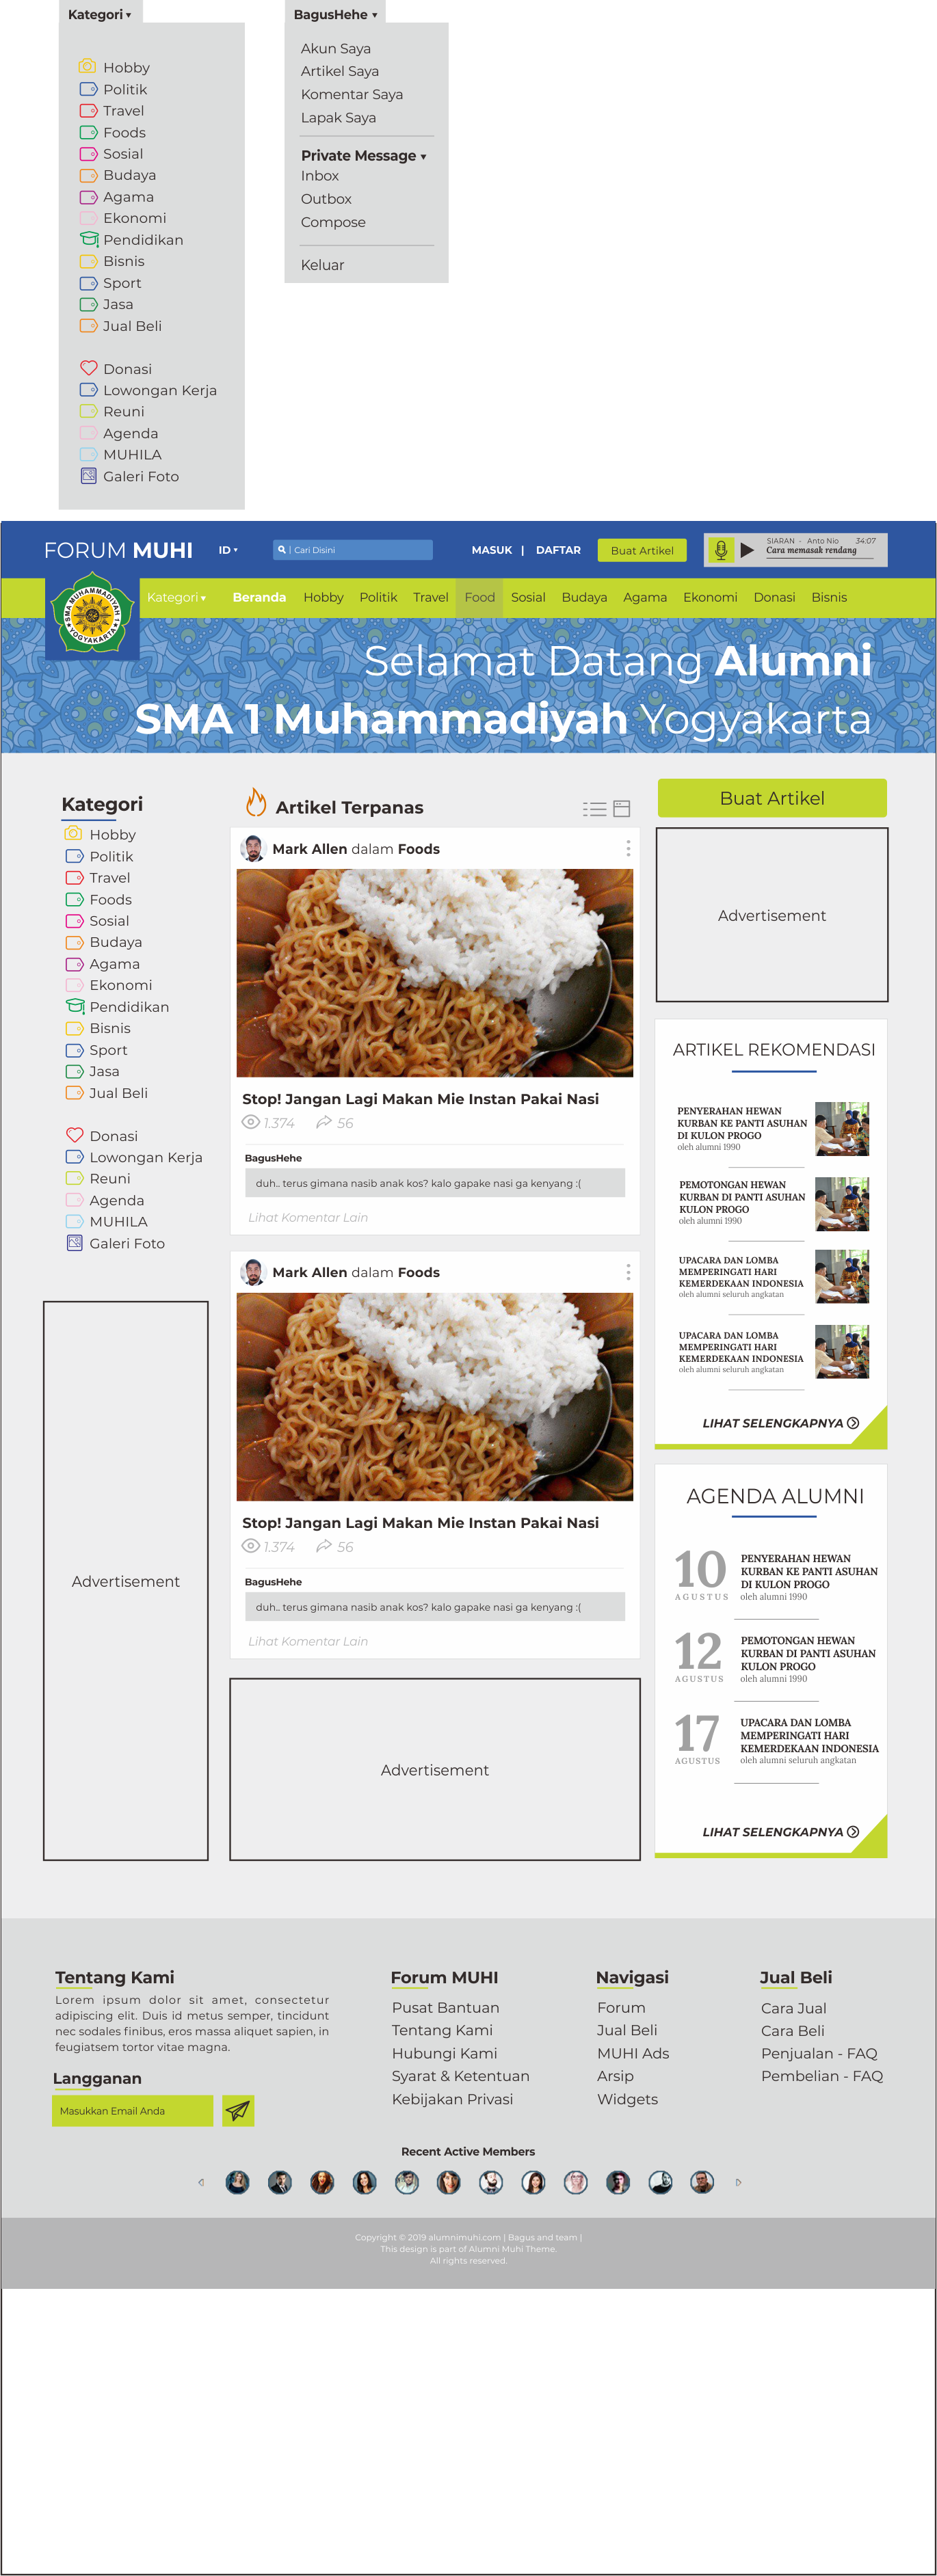 Kategori ▾
Hobby
Politik
Travel
Foods
Sosial
Budaya
Agama
Ekonomi
Pendidikan
Bisnis
Sport
Jasa
Jual Beli
Donasi
Lowongan Kerja
Reuni
Agenda
MUHILA
Galeri Foto
BagusHehe ▾
Akun Saya
Artikel Saya
Komentar Saya
Lapak Saya
Private Message ▾
Inbox
Outbox
Compose
Keluar
FORUM MUHI
ID ▾
| Cari Disini
MASUK | DAFTAR
Buat Artikel
SIARAN - Anto Nio 34:07
Cara memasak rendang
SMA MUHAMMADIYAH 1
YOGYAKARTA
Kategori ▾ Beranda Hobby Politik Travel Food Sosial Budaya Agama Ekonomi Donasi Bisnis
Selamat Datang Alumni
SMA 1 Muhammadiyah Yogyakarta
Kategori
Hobby
Politik
Travel
Foods
Sosial
Budaya
Agama
Ekonomi
Pendidikan
Bisnis
Sport
Jasa
Jual Beli
Donasi
Lowongan Kerja
Reuni
Agenda
MUHILA
Galeri Foto
Advertisement
Artikel Terpanas
Mark Allen dalam Foods
Stop! Jangan Lagi Makan Mie Instan Pakai Nasi
1.374 56
BagusHehe
duh.. terus gimana nasib anak kos? kalo gapake nasi ga kenyang :(
Lihat Komentar Lain
Mark Allen dalam Foods
Stop! Jangan Lagi Makan Mie Instan Pakai Nasi
1.374 56
BagusHehe
duh.. terus gimana nasib anak kos? kalo gapake nasi ga kenyang :(
Lihat Komentar Lain
Advertisement
Buat Artikel
Advertisement
ARTIKEL REKOMENDASI
PENYERAHAN HEWAN
KURBAN KE PANTI ASUHAN
DI KULON PROGO
oleh alumni 1990
PEMOTONGAN HEWAN
KURBAN DI PANTI ASUHAN
KULON PROGO
oleh alumni 1990
UPACARA DAN LOMBA
MEMPERINGATI HARI
KEMERDEKAAN INDONESIA
oleh alumni seluruh angkatan
UPACARA DAN LOMBA
MEMPERINGATI HARI
KEMERDEKAAN INDONESIA
oleh alumni seluruh angkatan
LIHAT SELENGKAPNYA
AGENDA ALUMNI
10
AGUSTUS
PENYERAHAN HEWAN
KURBAN KE PANTI ASUHAN
DI KULON PROGO
oleh alumni 1990
12
AGUSTUS
PEMOTONGAN HEWAN
KURBAN DI PANTI ASUHAN
KULON PROGO
oleh alumni 1990
17
AGUSTUS
UPACARA DAN LOMBA
MEMPERINGATI HARI
KEMERDEKAAN INDONESIA
oleh alumni seluruh angkatan
LIHAT SELENGKAPNYA
Tentang Kami
Lorem ipsum dolor sit amet, consectetur
adipiscing elit. Duis id metus semper, tincidunt
nec sodales finibus, eros massa aliquet sapien, in
feugiatsem tortor vitae magna.
Langganan
Masukkan Email Anda
Forum MUHI
Pusat Bantuan
Tentang Kami
Hubungi Kami
Syarat & Ketentuan
Kebijakan Privasi
Navigasi
Forum
Jual Beli
MUHI Ads
Arsip
Widgets
Jual Beli
Cara Jual
Cara Beli
Penjualan - FAQ
Pembelian - FAQ
Recent Active Members
Copyright © 2019 alumnimuhi.com | Bagus and team |
This design is part of Alumni Muhi Theme.
All rights reserved.